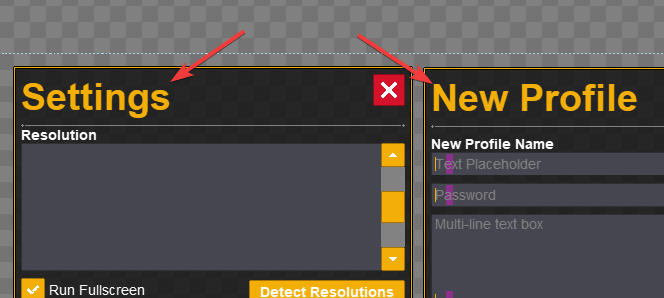 Settings
Resolution
Run Fullscreen
Detect Resolutions
New Profile
New Profile Name
Text Placeholder
Password
Multi-line text box